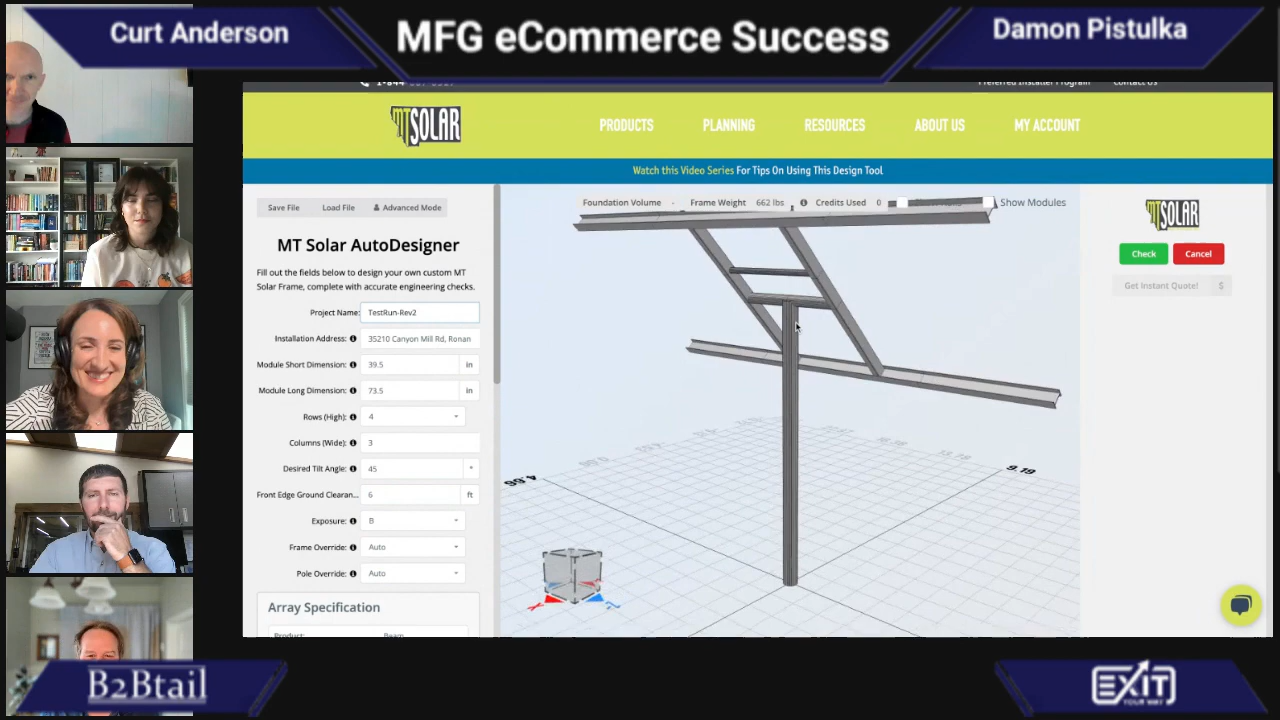 Curt Anderson
MFG eCommerce Success
Damon Pistulka
Preferred Installer Program
Contact Us
MT SOLAR
PRODUCTS
PLANNING
RESOURCES
ABOUT US
MY ACCOUNT
Watch this Video Series For Tips On Using This Design Tool
Save File
Load File
Advanced Mode
Foundation Volume -
Frame Weight 662 lbs
Credits Used 0
Show Modules
MT SOLAR
MT Solar AutoDesigner
Fill out the fields below to design your own custom MT
Solar Frame, complete with accurate engineering checks.
Check
Cancel
Get Instant Quote! $
Project Name: TestRun-Rev2
Installation Address: 35210 Canyon Mill Rd, Ronan
Module Short Dimension: 39.5 in
Module Long Dimension: 73.5 in
Rows (High): 4
Columns (Wide): 3
Desired Tilt Angle: 45 °
Front Edge Ground Clearan... 6 ft
Exposure: B
Frame Override: Auto
Pole Override: Auto
9.19
Array Specification
Product: Beam
B2Btail
EXIT
YOUR WAY